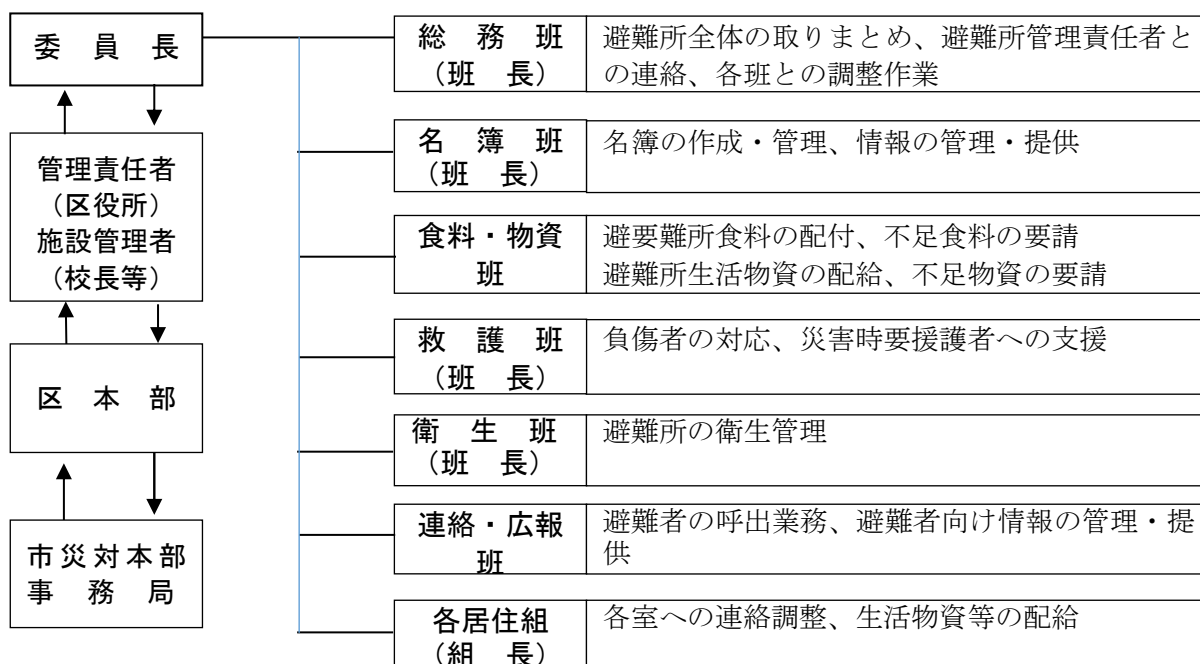 委員長
管理責任者
（区役所）
施設管理者
（校長等）
区本部
市災対本部
事務局
総務班
（班長）
避難所全体の取りまとめ、避難所管理責任者と
の連絡、各班との調整作業
名簿班
（班長）
名簿の作成・管理、情報の管理・提供
食料・物資
班
避要難所食料の配付、不足食料の要請
避難所生活物資の配給、不足物資の要請
救護班
（班長）
負傷者の対応、災害時要援護者への支援
衛生班
（班長）
避難所の衛生管理
連絡・広報
班
避難者の呼出業務、避難者向け情報の管理・提
供
各居住組
（組長）
各室への連絡調整、生活物資等の配給